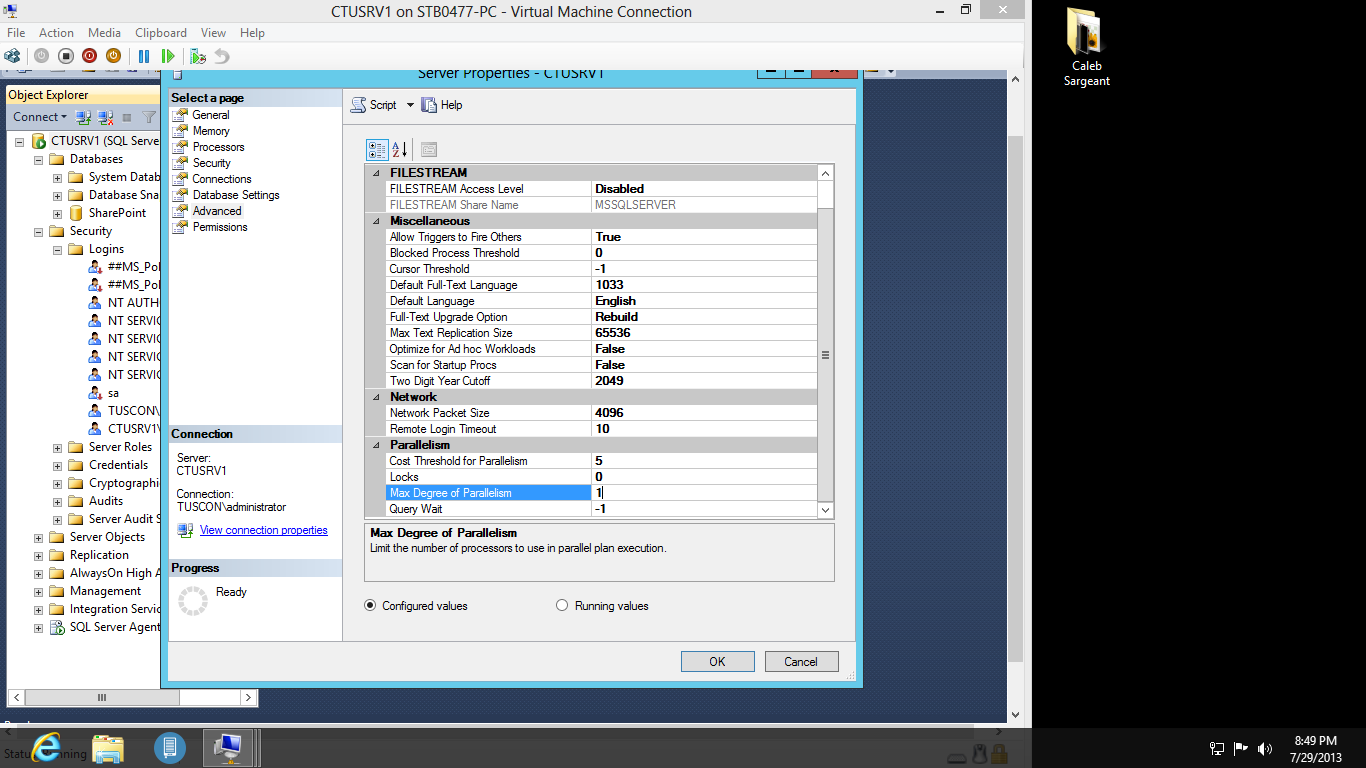 CTUSRV1 on STB0477-PC - Virtual Machine Connection
File Action Media Clipboard View Help
Server Properties - CTUSRV1
Object Explorer
Connect
CTUSRV1 (SQL Serve
Databases
System Datab
Database Sna
SharePoint
Security
Logins
##MS_Pol
##MS_Pol
NT AUTH
NT SERVIC
NT SERVIC
NT SERVIC
NT SERVIC
sa
TUSCON\
CTUSRV1\
Server Roles
Credentials
Cryptographi
Audits
Server Audit S
Server Objects
Replication
AlwaysOn High A
Management
Integration Servic
SQL Server Agent
Select a page
General
Memory
Processors
Security
Connections
Database Settings
Advanced
Permissions
Connection
Server:
CTUSRV1
Connection:
TUSCON\administrator
View connection properties
Progress
Ready
Script Help
FILESTREAM
FILESTREAM Access Level Disabled
FILESTREAM Share Name MSSQLSERVER
Miscellaneous
Allow Triggers to Fire Others True
Blocked Process Threshold 0
Cursor Threshold -1
Default Full-Text Language 1033
Default Language English
Full-Text Upgrade Option Rebuild
Max Text Replication Size 65536
Optimize for Ad hoc Workloads False
Scan for Startup Procs False
Two Digit Year Cutoff 2049
Network
Network Packet Size 4096
Remote Login Timeout 10
Parallelism
Cost Threshold for Parallelism 5
Locks 0
Max Degree of Parallelism 1
Query Wait -1
Max Degree of Parallelism
Limit the number of processors to use in parallel plan execution.
Configured values Running values
OK Cancel
Caleb
Sargeant
8:49 PM
7/29/2013